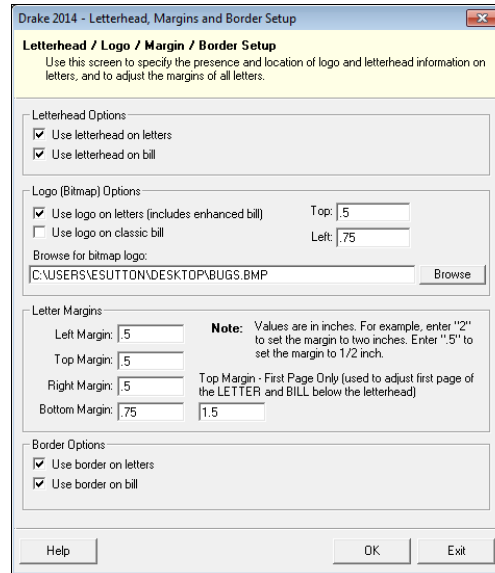 Drake 2014 - Letterhead, Margins and Border Setup
Letterhead / Logo / Margin / Border Setup
Use this screen to specify the presence and location of logo and letterhead information on
letters, and to adjust the margins of all letters.
Letterhead Options
Use letterhead on letters
Use letterhead on bill
Logo (Bitmap) Options
Use logo on letters (includes enhanced bill)
Top: .5
Use logo on classic bill
Left: .75
Browse for bitmap logo:
C:\USERS\ESUTTON\DESKTOP\BUGS.BMP
Browse
Letter Margins
Left Margin: .5
Top Margin: .5
Right Margin: .5
Bottom Margin: .75
Note: Values are in inches. For example, enter "2"
to set the margin to two inches. Enter ".5" to
set the margin to 1/2 inch.
Top Margin - First Page Only (used to adjust first page of
the LETTER and BILL below the letterhead)
1.5
Border Options
Use border on letters
Use border on bill
Help
OK
Exit